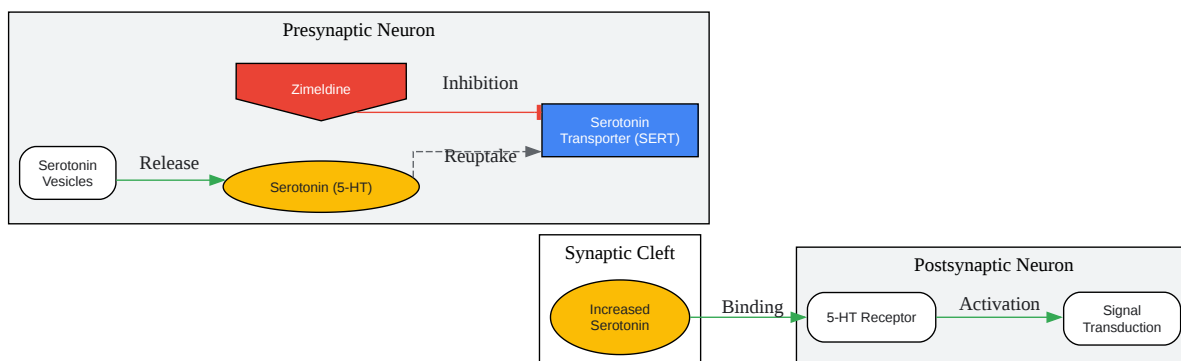 Presynaptic Neuron
Zimeldine
Inhibition
Serotonin
Transporter (SERT)
Serotonin
Vesicles
Release
Serotonin (5-HT)
Reuptake
Synaptic Cleft
Increased
Serotonin
Binding
Postsynaptic Neuron
5-HT Receptor
Activation
Signal
Transduction